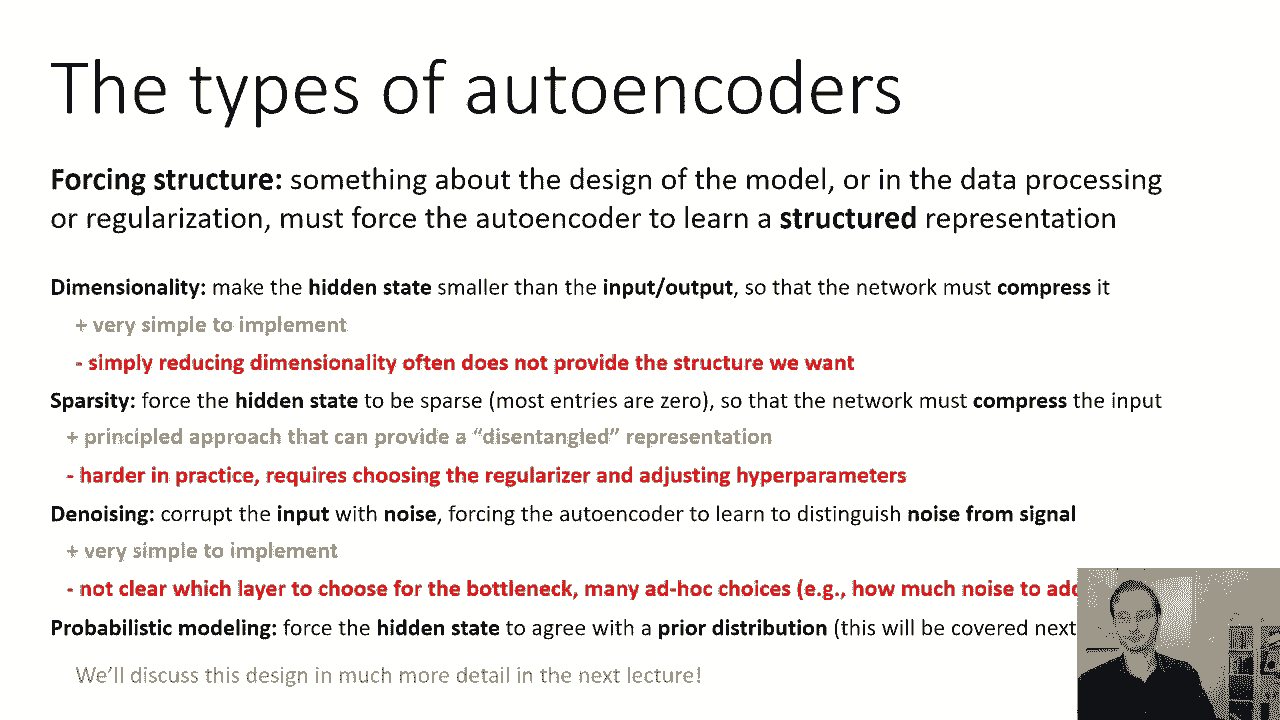 The types of autoencoders
Forcing structure: something about the design of the model, or in the data processing
or regularization, must force the autoencoder to learn a structured representation
Dimensionality: make the hidden state smaller than the input/output, so that the network must compress it
+ very simple to implement
- simply reducing dimensionality often does not provide the structure we want
Sparsity: force the hidden state to be sparse (most entries are zero), so that the network must compress the input
+ principled approach that can provide a “disentangled” representation
- harder in practice, requires choosing the regularizer and adjusting hyperparameters
Denoising: corrupt the input with noise, forcing the autoencoder to learn to distinguish noise from signal
+ very simple to implement
- not clear which layer to choose for the bottleneck, many ad-hoc choices (e.g., how much noise to
Probabilistic modeling: force the hidden state to agree with a prior distribution (this will be covered next
We’ll discuss this design in much more detail in the next lecture!